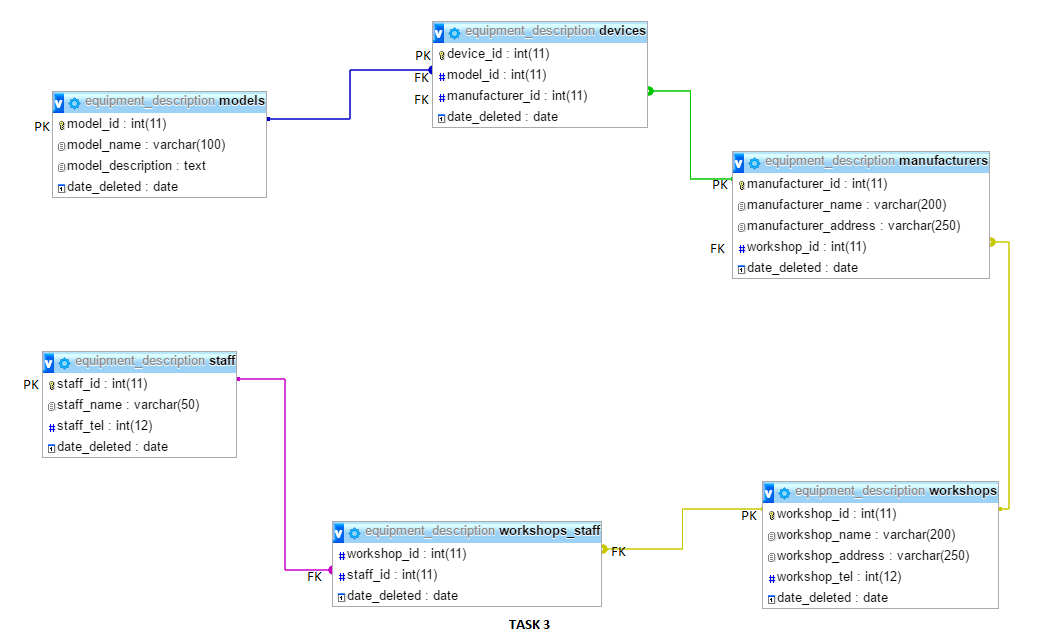 equipment_description devices
PK device_id : int(11)
FK model_id : int(11)
FK manufacturer_id : int(11)
date_deleted : date
equipment_description models
PK model_id : int(11)
model_name : varchar(100)
model_description : text
date_deleted : date
equipment_description manufacturers
PK manufacturer_id : int(11)
manufacturer_name : varchar(200)
manufacturer_address : varchar(250)
FK workshop_id : int(11)
date_deleted : date
equipment_description staff
PK staff_id : int(11)
staff_name : varchar(50)
staff_tel : int(12)
date_deleted : date
equipment_description workshops
PK workshop_id : int(11)
workshop_name : varchar(200)
workshop_address : varchar(250)
workshop_tel : int(12)
date_deleted : date
equipment_description workshops_staff
workshop_id : int(11) FK
FK staff_id : int(11)
date_deleted : date
TASK 3